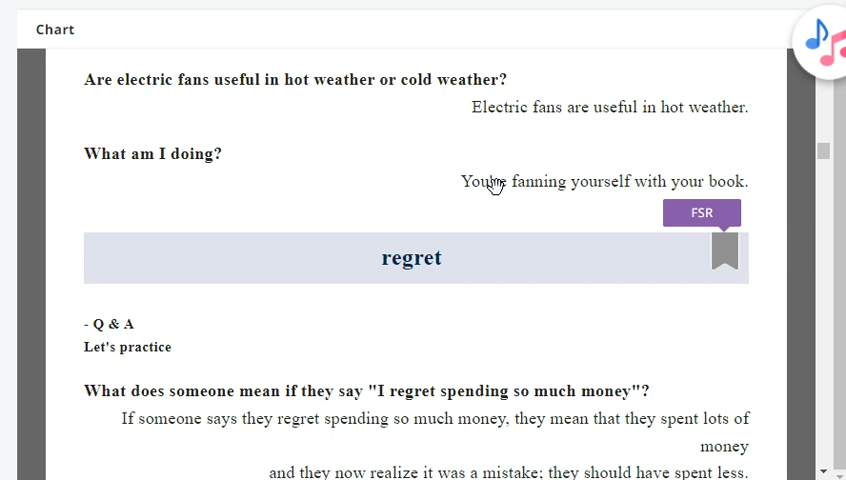 Chart
Are electric fans useful in hot weather or cold weather?
Electric fans are useful in hot weather.
What am I doing?
You're fanning yourself with your book.
FSR
regret
- Q & A
Let's practice
What does someone mean if they say "I regret spending so much money"?
If someone says they regret spending so much money, they mean that they spent lots of
money
and they now realize it was a mistake; they should have spent less.